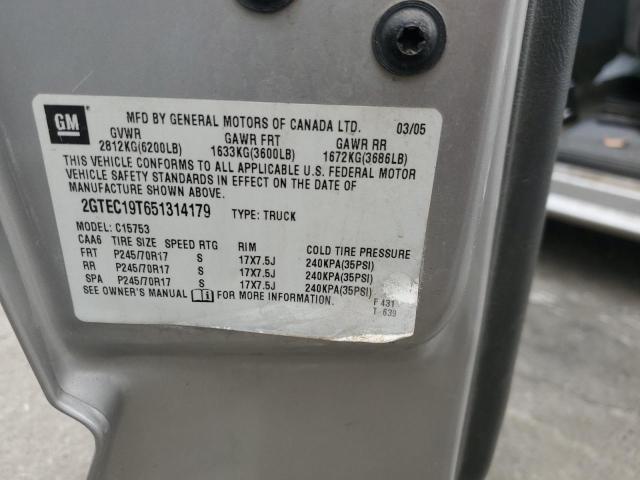 GM
MFD BY GENERAL MOTORS OF CANADA LTD. 03/05
GVWR GAWR FRT GAWR RR
2812KG(6200LB) 1633KG(3600LB) 1672KG(3686LB)
THIS VEHICLE CONFORMS TO ALL APPLICABLE U.S. FEDERAL MOTOR
VEHICLE SAFETY STANDARDS IN EFFECT ON THE DATE OF
MANUFACTURE SHOWN ABOVE.
2GTEC19T651314179 TYPE: TRUCK
MODEL: C15753
CAA6 TIRE SIZE SPEED RTG RIM COLD TIRE PRESSURE
FRT P245/70R17 S 17X7.5J 240KPA(35PSI)
RR P245/70R17 S 17X7.5J 240KPA(35PSI)
SPA P245/70R17 S 17X7.5J 240KPA(35PSI)
SEE OWNER'S MANUAL FOR MORE INFORMATION.
F 431
T 639